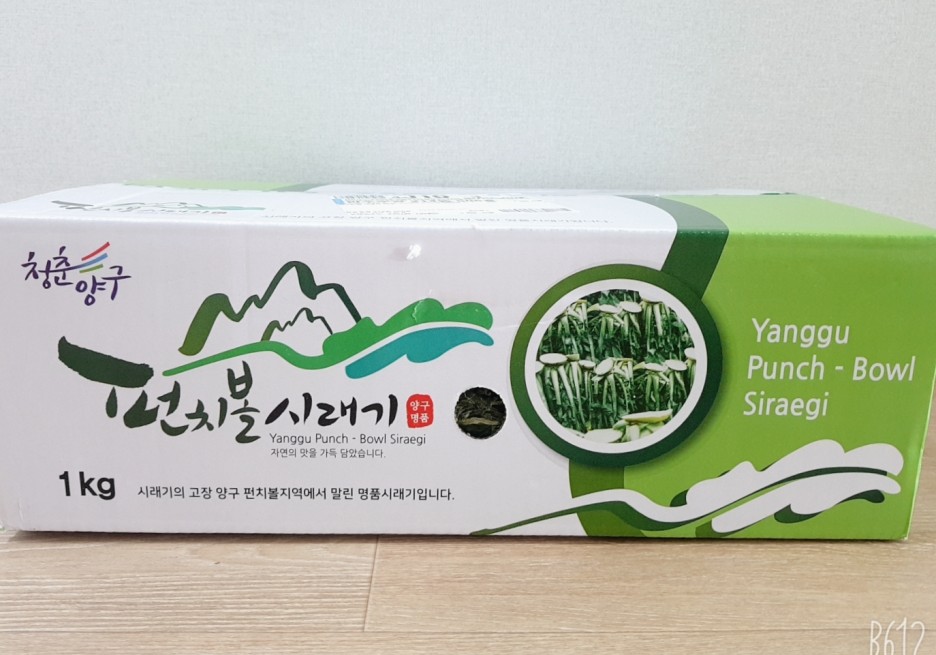 청춘
양구
펀치볼 시래기
양구
명품
Yanggu Punch - Bowl Siraegi
자연의 맛을 가득 담았습니다.
1kg
시래기의 고장 양구 펀치볼지역에서 말린 명품시래기입니다.
Yanggu
Punch - Bowl
Siraegi
B612